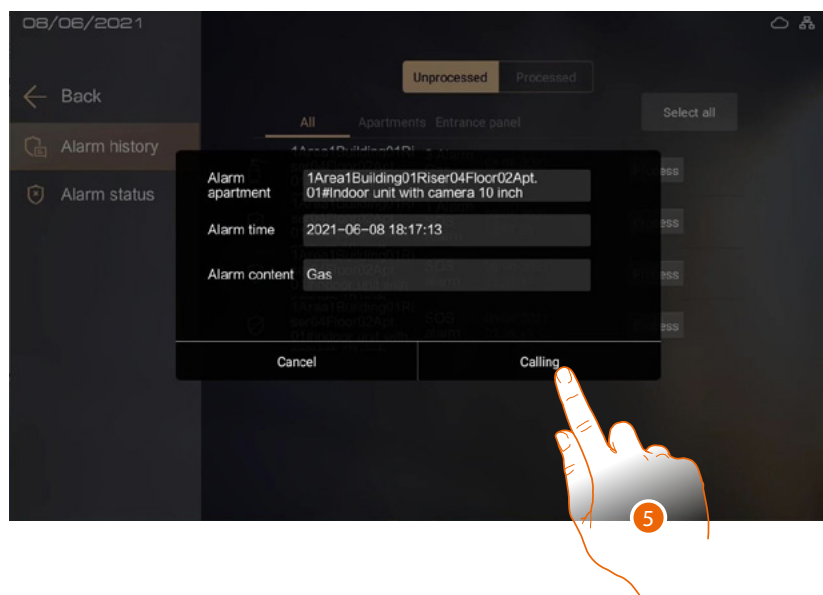 08/06/2021
Unprocessed Processed
Back
Select all
All Apartments Entrance panel
Alarm history
Alarm apartment
1Area1Building01Riser04Floor02Apt.
01#Indoor unit with camera 10 inch
Alarm status
Alarm time 2021-06-08 18:17:13
Alarm content Gas
Cancel Calling
5